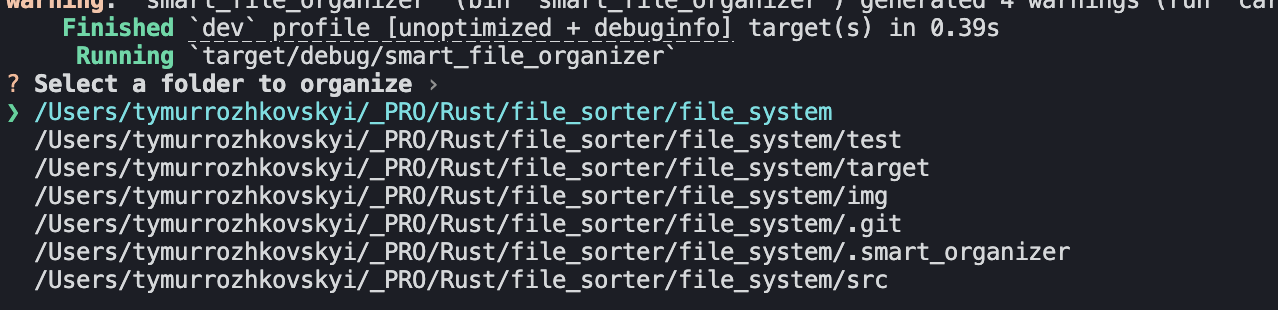 warning: `smart_file_organizer` (bin "smart_file_organizer") generated 4 warnings (run `car
Finished `dev` profile [unoptimized + debuginfo] target(s) in 0.39s
Running `target/debug/smart_file_organizer`
? Select a folder to organize ›
❯ /Users/tymurrozhkovskyi/_PRO/Rust/file_sorter/file_system
/Users/tymurrozhkovskyi/_PRO/Rust/file_sorter/file_system/test
/Users/tymurrozhkovskyi/_PRO/Rust/file_sorter/file_system/target
/Users/tymurrozhkovskyi/_PRO/Rust/file_sorter/file_system/img
/Users/tymurrozhkovskyi/_PRO/Rust/file_sorter/file_system/.git
/Users/tymurrozhkovskyi/_PRO/Rust/file_sorter/file_system/.smart_organizer
/Users/tymurrozhkovskyi/_PRO/Rust/file_sorter/file_system/src